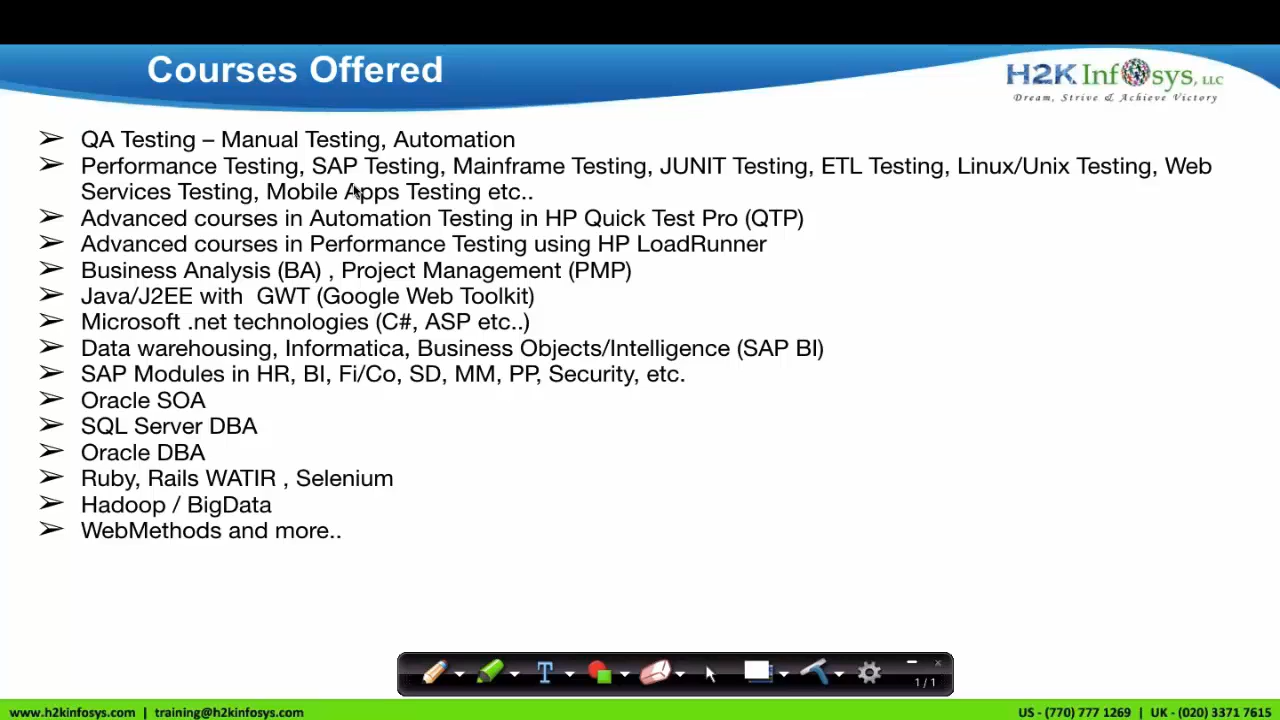 Courses Offered
H2K Infosys, LLC
Dream, Strive & Achieve Victory
➢ QA Testing – Manual Testing, Automation
➢ Performance Testing, SAP Testing, Mainframe Testing, JUNIT Testing, ETL Testing, Linux/Unix Testing, Web
Services Testing, Mobile Apps Testing etc..
➢ Advanced courses in Automation Testing in HP Quick Test Pro (QTP)
➢ Advanced courses in Performance Testing using HP LoadRunner
➢ Business Analysis (BA) , Project Management (PMP)
➢ Java/J2EE with  GWT (Google Web Toolkit)
➢ Microsoft .net technologies (C#, ASP etc..)
➢ Data warehousing, Informatica, Business Objects/Intelligence (SAP BI)
➢ SAP Modules in HR, BI, Fi/Co, SD, MM, PP, Security, etc.
➢ Oracle SOA
➢ SQL Server DBA
➢ Oracle DBA
➢ Ruby, Rails WATIR , Selenium
➢ Hadoop / BigData
➢ WebMethods and more..
T
1 / 1
www.h2kinfosys.com | training@h2kinfosys.com
US - (770) 777 1269 | UK - (020) 3371 7615